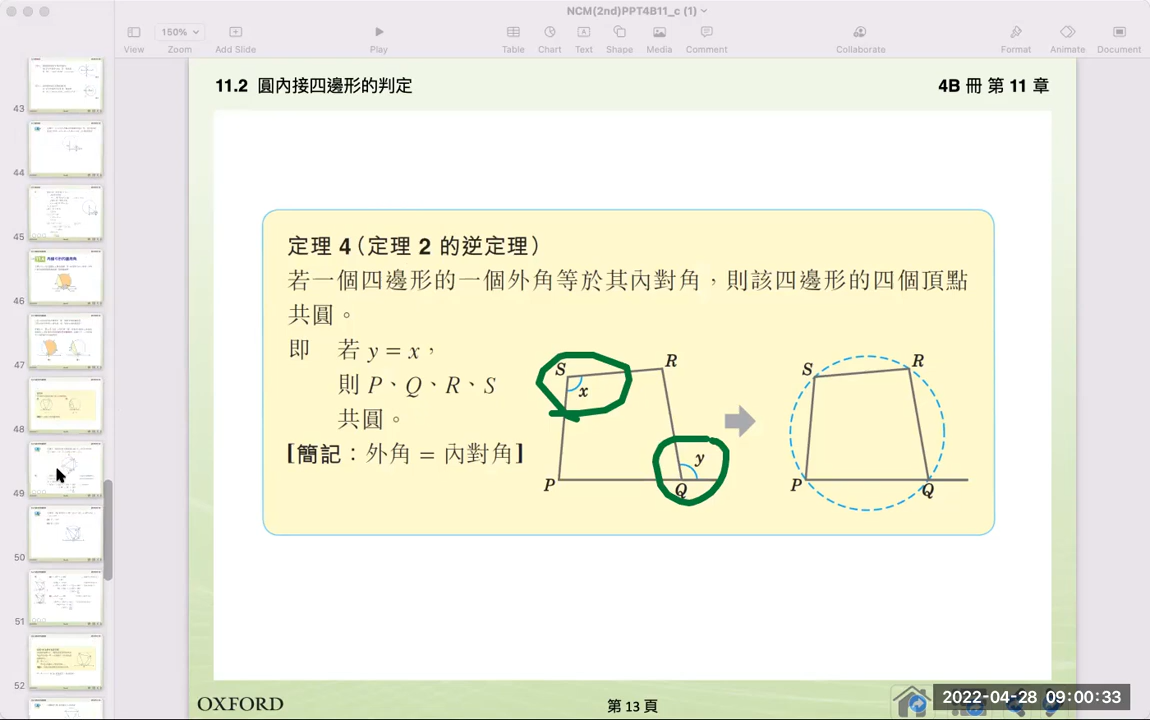 NCM(2nd)PPT4B11_c (1)
150%
View
Zoom
Add Slide
Play
Table
Chart
Text
Shape
Media
Comment
Collaborate
Format
Animate
Document
43
44
45
46
47
48
49
50
51
52
11.2 圓內接四邊形的判定
4B 冊 第 11 章
定理 4（定理 2 的逆定理）
若一個四邊形的一個外角等於其內對角，則該四邊形的四個頂點
共圓。
即 若 y = x，
則 P、Q、R、S
共圓。
[簡記：外角 = 內對角]
S
R
x
y
P
Q
S
R
P
Q
OXFORD
第 13 頁
2022-04-28 09:00:33